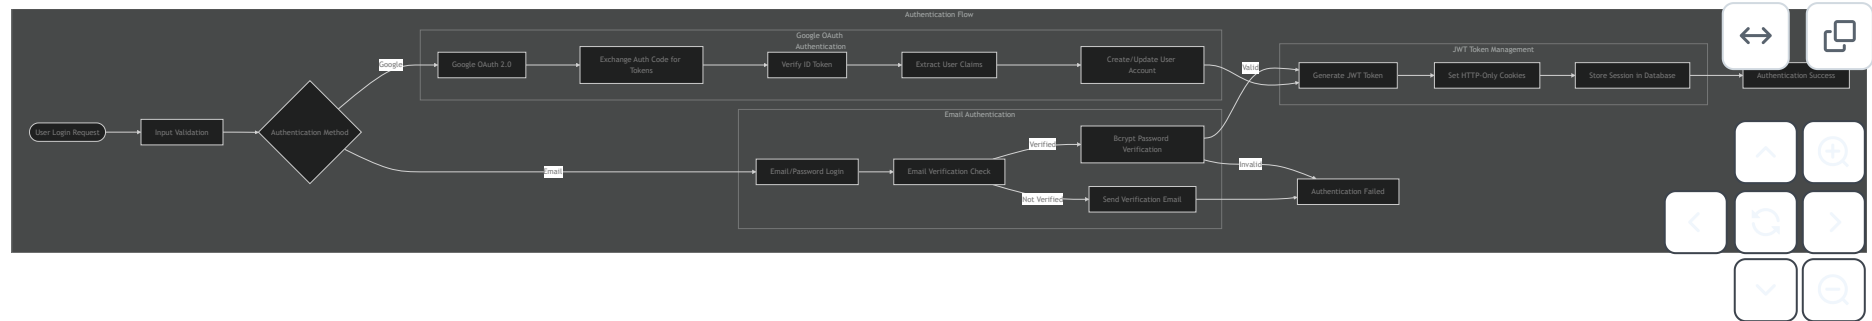 Authentication Flow
Google OAuth
Authentication
Google
Google OAuth 2.0
Exchange Auth Code for
Tokens
Verify ID Token
Extract User Claims
Create/Update User
Account
Valid
JWT Token Management
Generate JWT Token
Set HTTP-Only Cookies
Store Session in Database
Authentication Success
User Login Request
Input Validation
Authentication Method
Email
Email Authentication
Email/Password Login
Email Verification Check
Verified
Bcrypt Password
Verification
Not Verified
Send Verification Email
Invalid
Authentication Failed